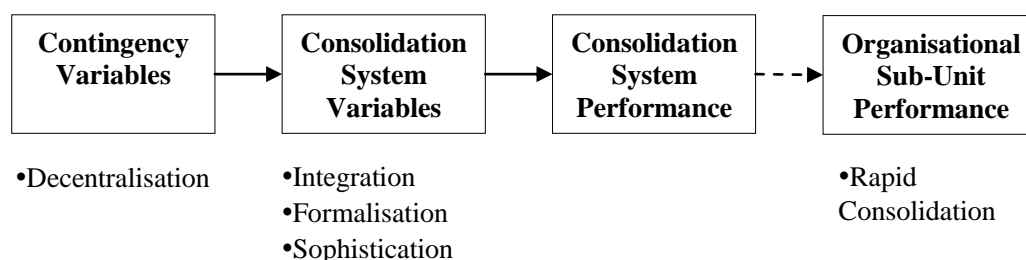 Contingency
Variables
Consolidation
System
Variables
Consolidation
System
Performance
Organisational
Sub-Unit
Performance
•Decentralisation
•Integration
•Formalisation
•Sophistication
•Rapid
Consolidation